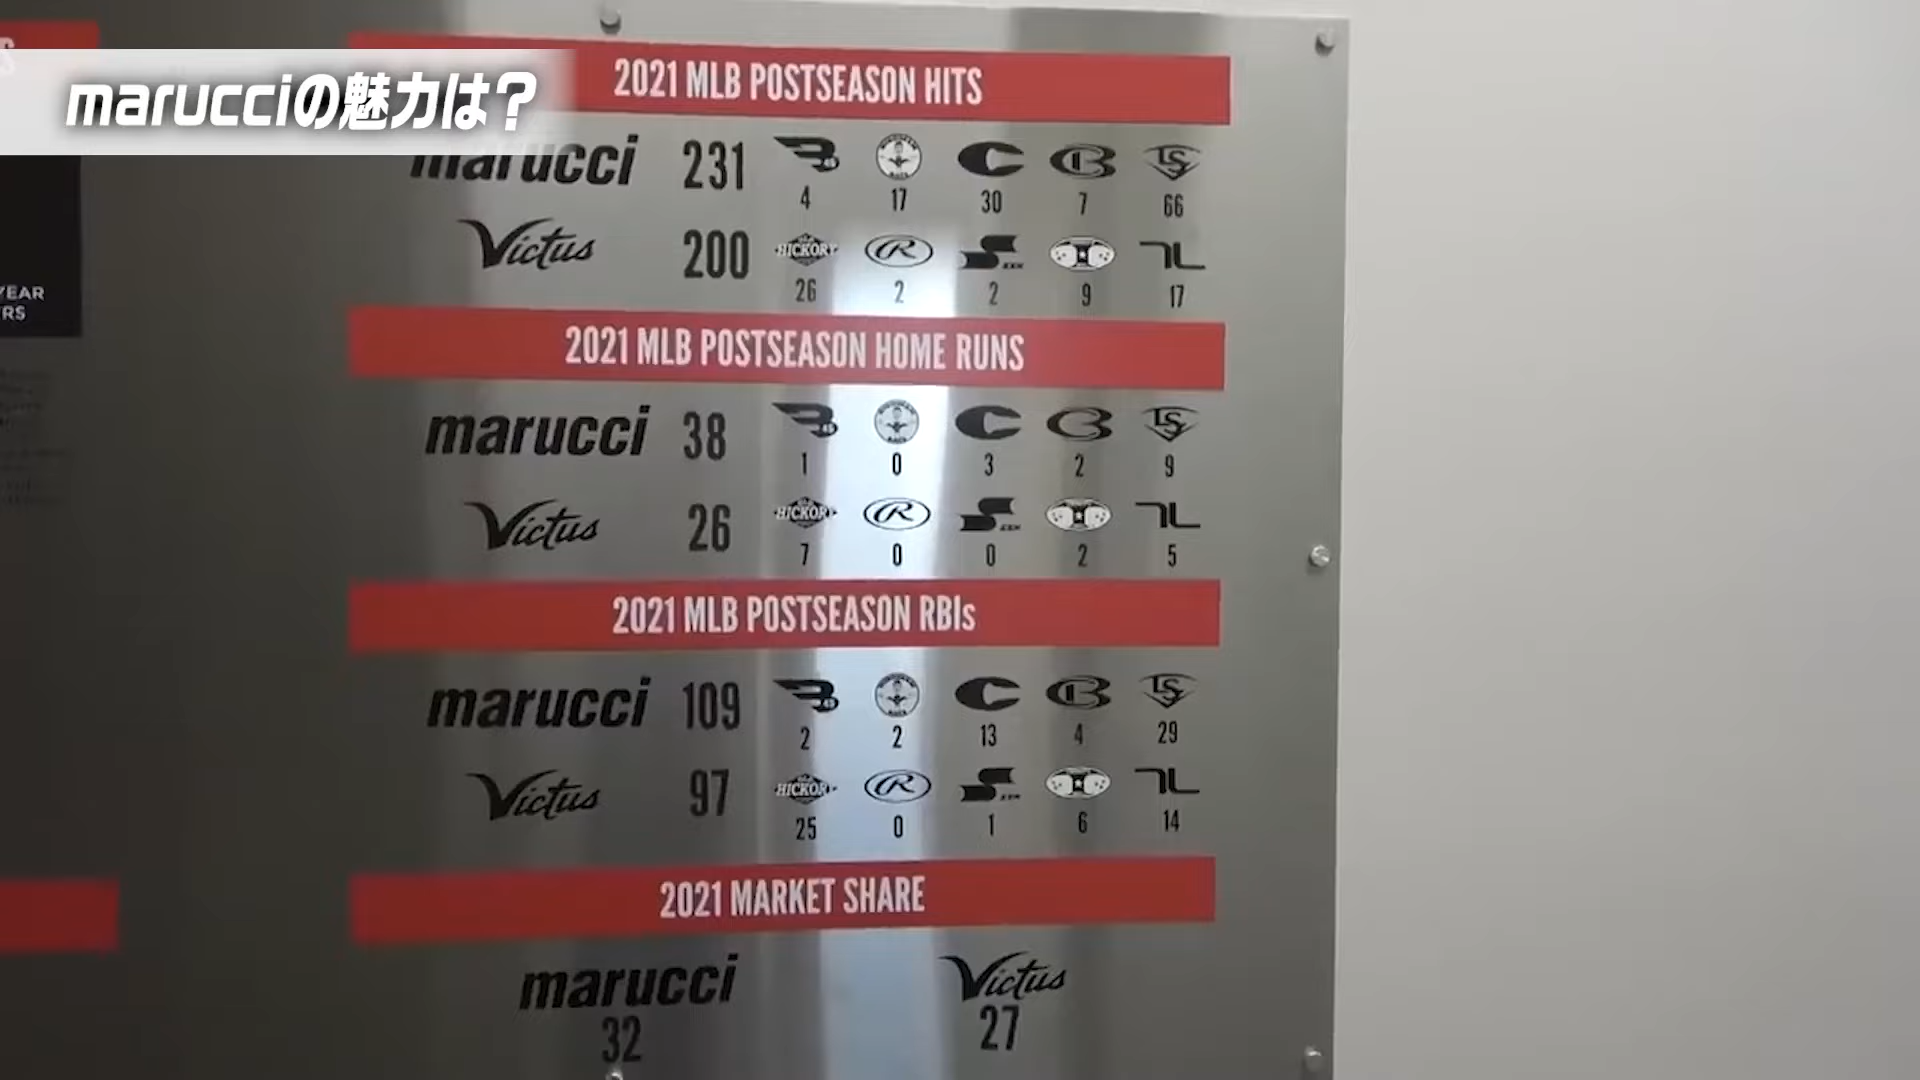 S
marucciの魅力は？
2021 MLB POSTSEASON HITS
marucci 231
4 17 30 7 66
Victus 200
HICKORY R
26 2 2 9 17
YEAR
RS
2021 MLB POSTSEASON HOME RUNS
marucci 38
1 0 3 2 9
Victus 26
HICKORY R
7 0 0 2 5
2021 MLB POSTSEASON RBIs
marucci 109
2 2 13 4 29
Victus 97
HICKORY R
25 0 1 6 14
2021 MARKET SHARE
marucci Victus
32 27